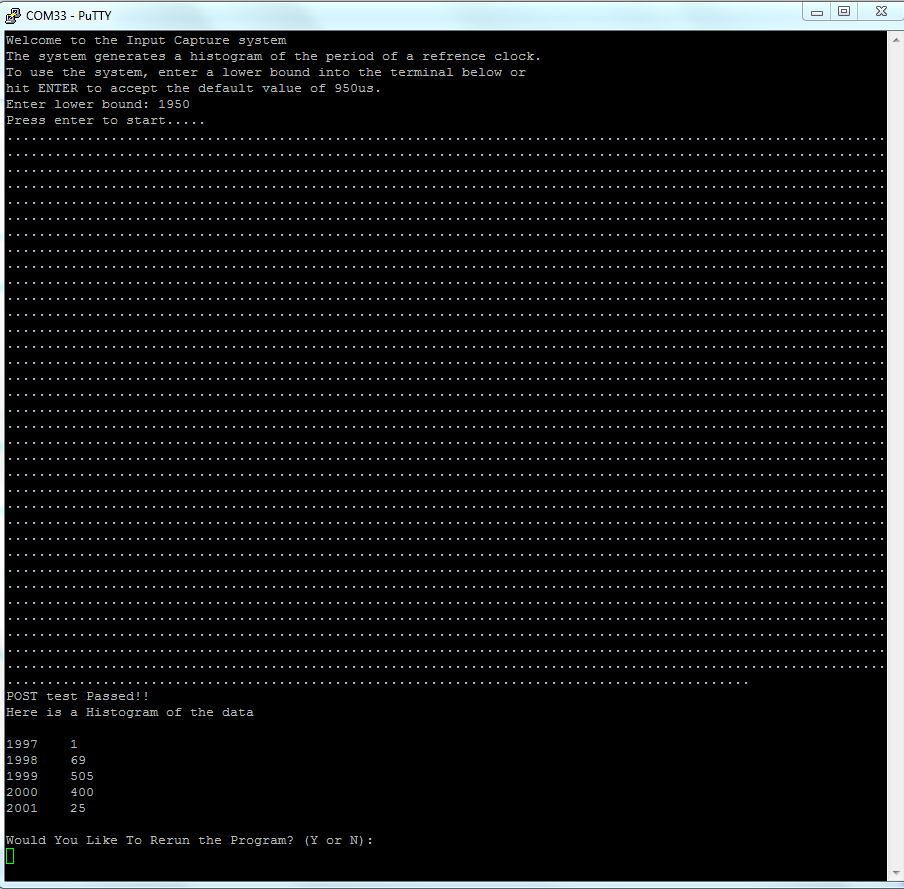 COM33 - PuTTY
Welcome to the Input Capture system
The system generates a histogram of the period of a refrence clock.
To use the system, enter a lower bound into the terminal below or
hit ENTER to accept the default value of 950us.
Enter lower bound: 1950
Press enter to start.....
POST test Passed!!
Here is a Histogram of the data
1997 1
1998 69
1999 505
2000 400
2001 25
Would You Like To Rerun the Program? (Y or N):